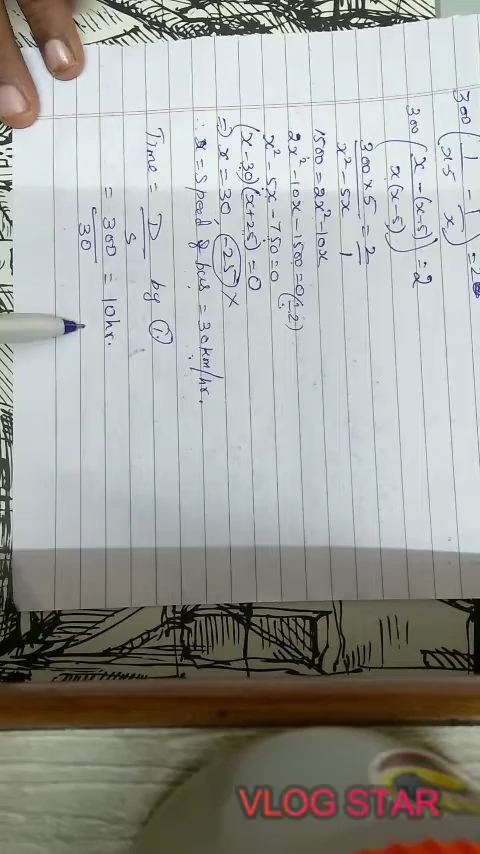 300(1/x-5 - 1/x) = 2
300(x-(x-5)/x(x-5)) = 2
300×5/x²-5x = 2/1
1500 = 2x²-10x
2x²-10x-1500=0 (÷2)
x²-5x-750=0
(x-30)(x+25)=0
⇒ x = 30, -25 ×
∴ x = Speed of bus = 30km/hr.
Time = D/S by ①
= 300/30 = 10hr.
VLOG STAR